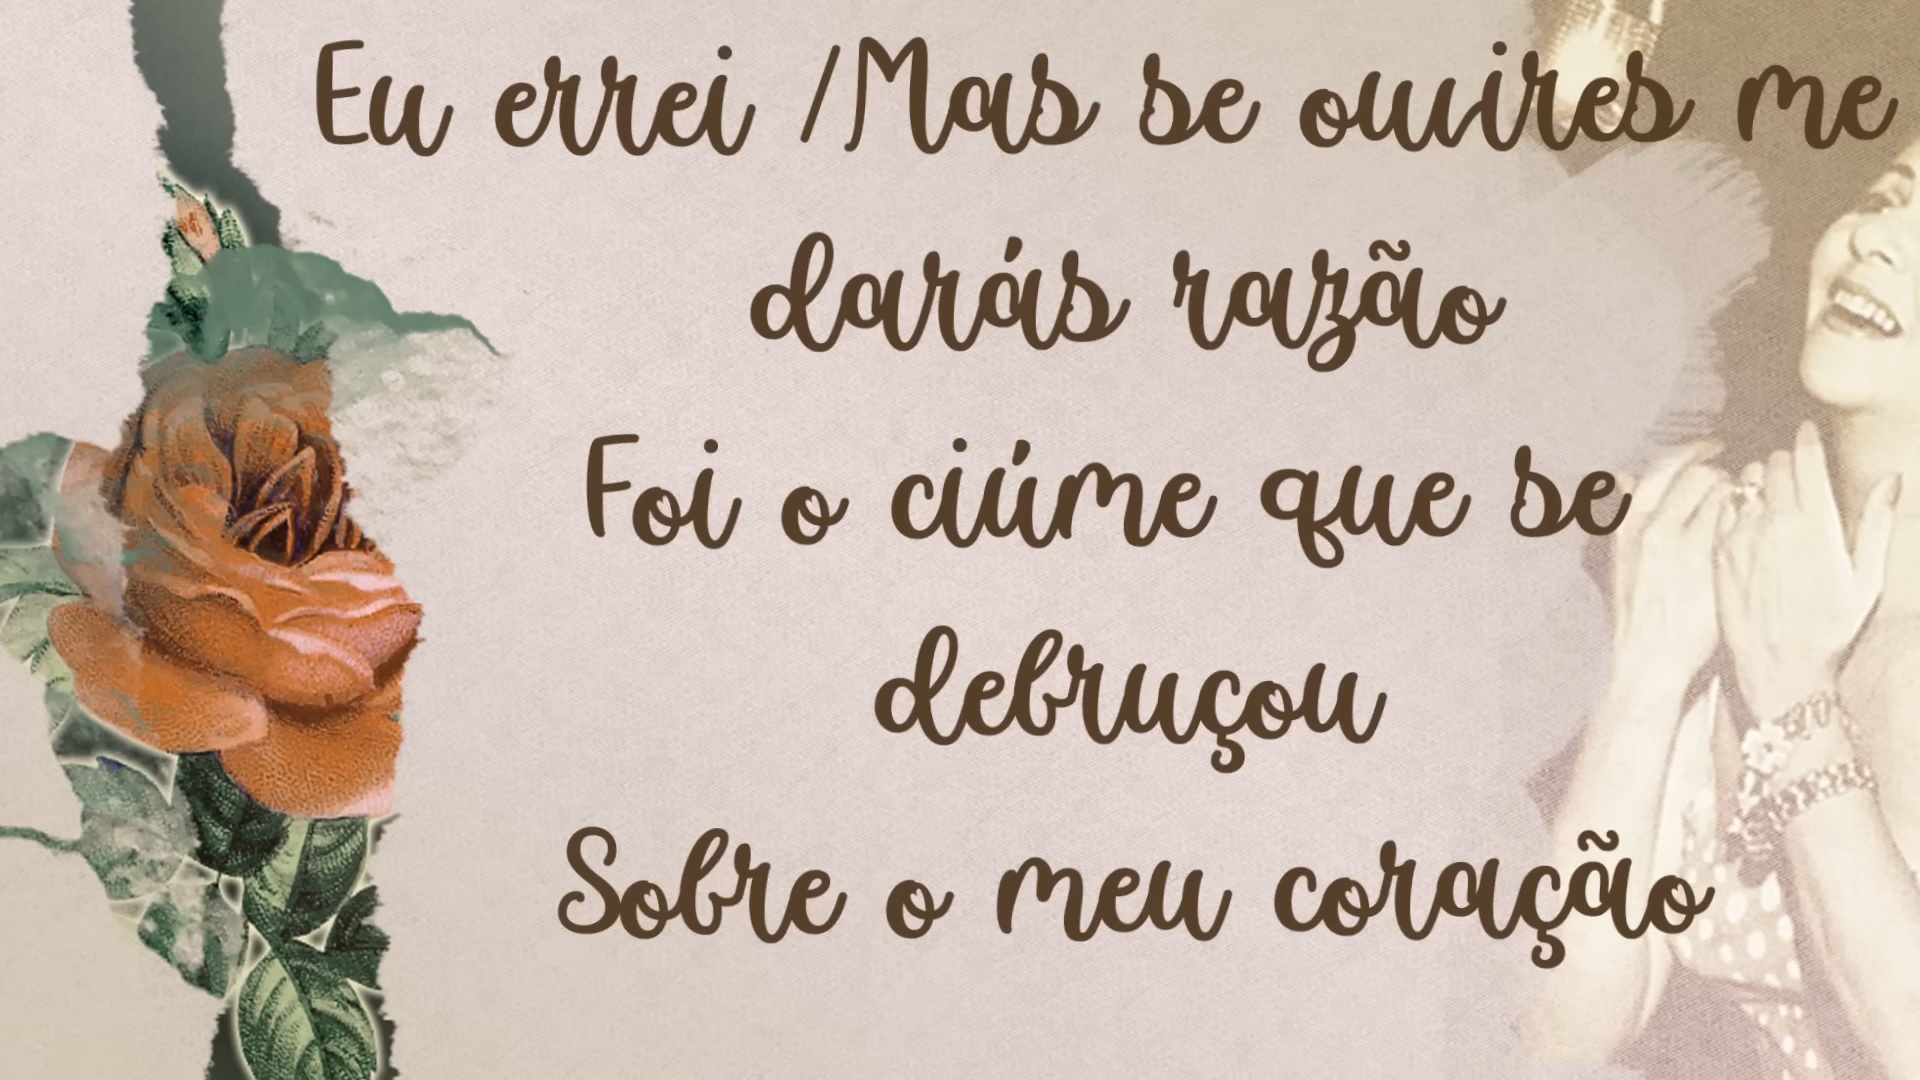 Eu errei /Mas se ouvires me
darás razão
Foi o ciúme que se
debruçou
Sobre o meu coração